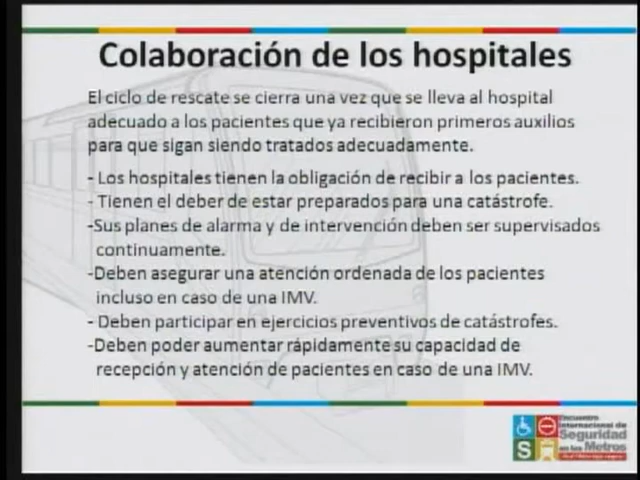 Colaboración de los hospitales
El ciclo de rescate se cierra una vez que se lleva al hospital
adecuado a los pacientes que ya recibieron primeros auxilios
para que sigan siendo tratados adecuadamente.
- Los hospitales tienen la obligación de recibir a los pacientes.
- Tienen el deber de estar preparados para una catástrofe.
-Sus planes de alarma y de intervención deben ser supervisados
continuamente.
-Deben asegurar una atención ordenada de los pacientes
incluso en caso de una IMV.
- Deben participar en ejercicios preventivos de catástrofes.
-Deben poder aumentar rápidamente su capacidad de
recepción y atención de pacientes en caso de una IMV.
S
Encuentro
Internacional de
Seguridad
en los
Metros